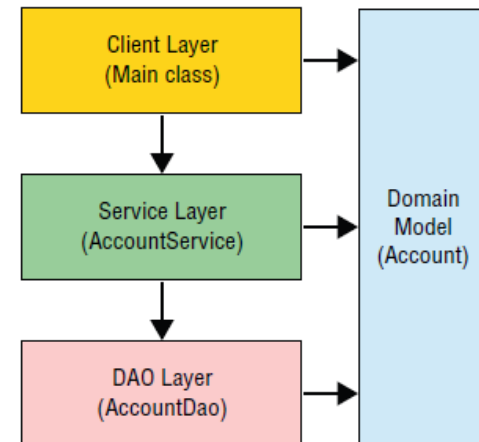 Client Layer
(Main class)
Service Layer
(AccountService)
Domain
Model
(Account)
DAO Layer
(AccountDao)